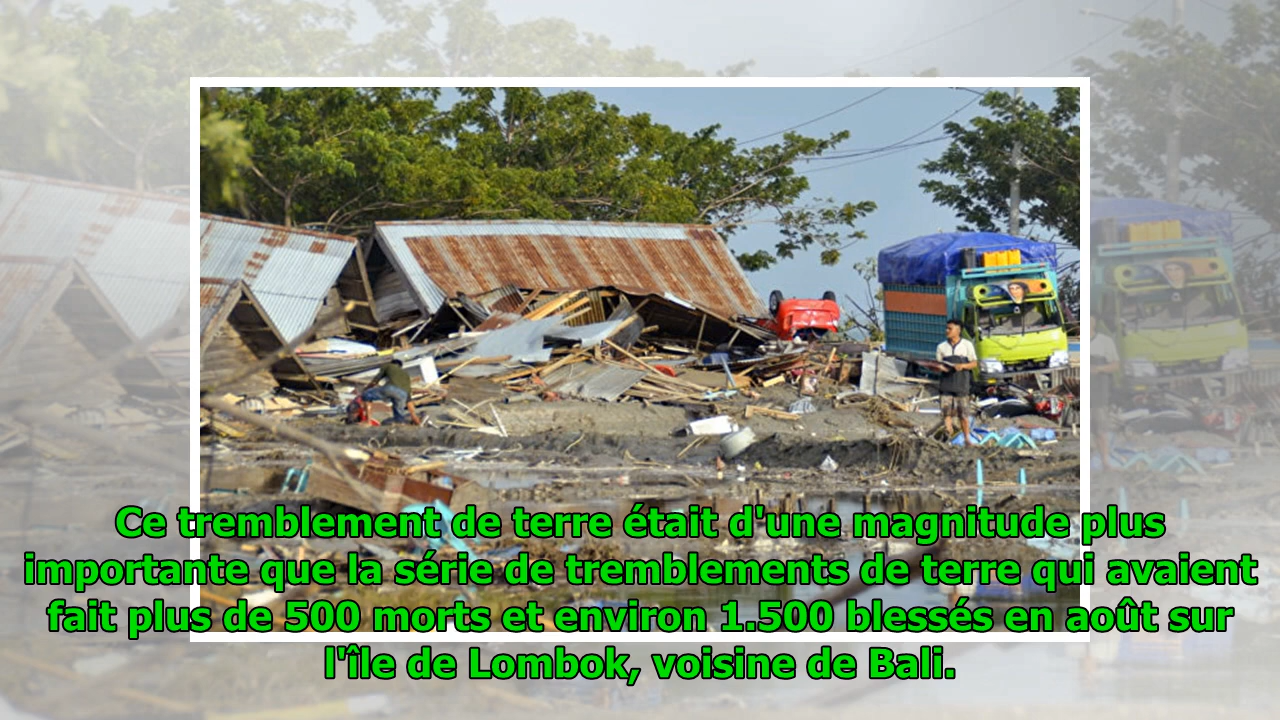 Ce tremblement de terre était d'une magnitude plus
importante que la série de tremblements de terre qui avaient
fait plus de 500 morts et environ 1.500 blessés en août sur
l'île de Lombok, voisine de Bali.